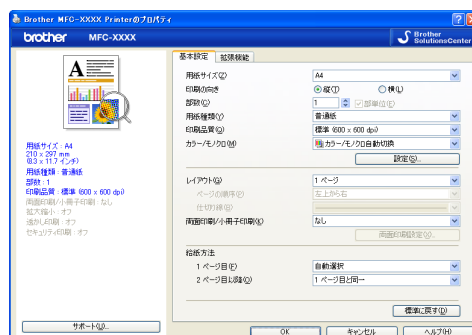 Brother MFC-XXXX Printerのプロパティ
brother MFC-XXXX
Brother SolutionsCenter
基本設定 拡張機能
用紙サイズ(Z) A4
印刷の向き 縦(T) 横(L)
部数(C) 1 部単位(E)
用紙種類(Y) 普通紙
印刷品質(Q) 標準 (600 x 600 dpi)
カラー/モノクロ(M) カラー/モノクロ自動切換
設定(S)...
レイアウト(G) 1 ページ
ページの順序(P) 左上から右
仕切り線(B)
両面印刷/小冊子印刷(K) なし
両面印刷設定(X)...
給紙方法
1 ページ目(F) 自動選択
2 ページ目以降(O) 1 ページ目と同一
標準に戻す(D)
用紙サイズ : A4
210 x 297 mm
(8.3 x 11.7 インチ)
用紙種類 : 普通紙
部数 : 1
印刷品質 : 標準 (600 x 600 dpi)
両面印刷/小冊子印刷 : なし
拡大縮小 : オフ
透かし印刷 : オフ
セキュリティ印刷 : オフ
サポート(U)...
OK キャンセル ヘルプ(H)